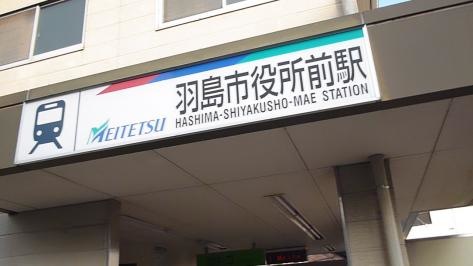 羽島市役所前駅
MEITETSU
HASHIMA-SHIYAKUSHO-MAE STATION